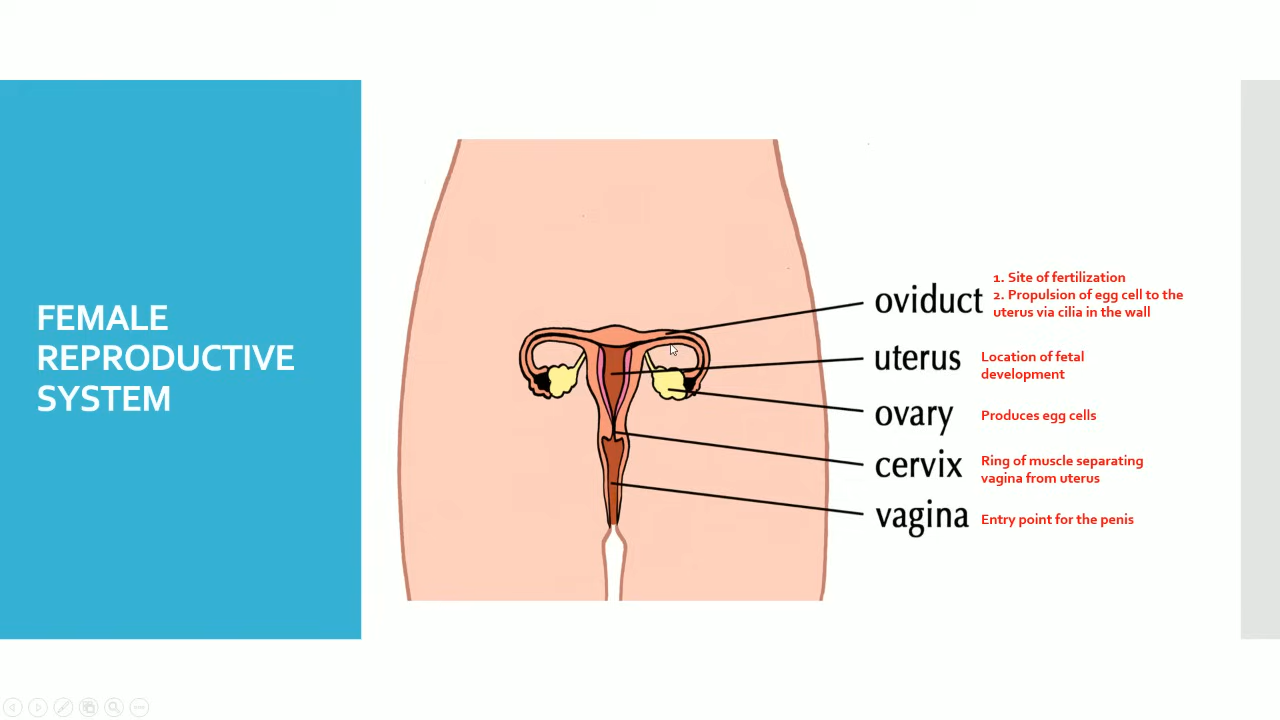 FEMALE
REPRODUCTIVE
SYSTEM
oviduct
1. Site of fertilization
2. Propulsion of egg cell to the
uterus via cilia in the wall
uterus
Location of fetal
development
ovary
Produces egg cells
cervix
Ring of muscle separating
vagina from uterus
vagina
Entry point for the penis